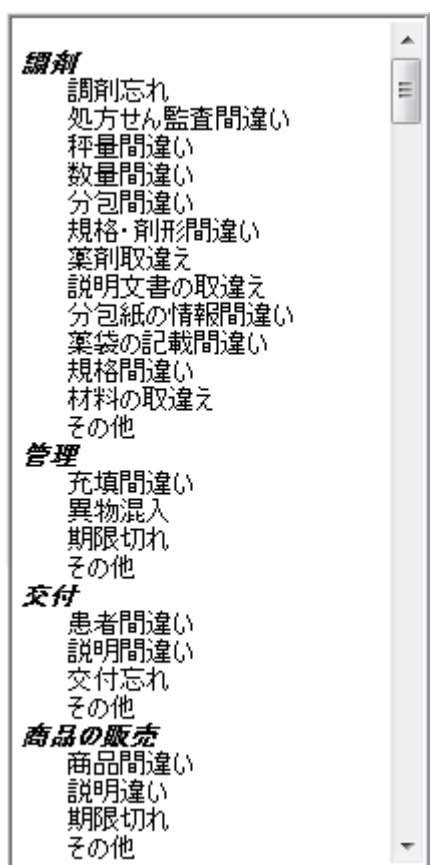 調剤
調剤忘れ
処方せん監査間違い
秤量間違い
数量間違い
分包間違い
規格・剤形間違い
薬剤取違え
説明文書の取違え
分包紙の情報間違い
薬袋の記載間違い
規格間違い
材料の取違え
その他
管理
充填間違い
異物混入
期限切れ
その他
交付
患者間違い
説明間違い
交付忘れ
その他
商品の販売
商品間違い
説明違い
期限切れ
その他